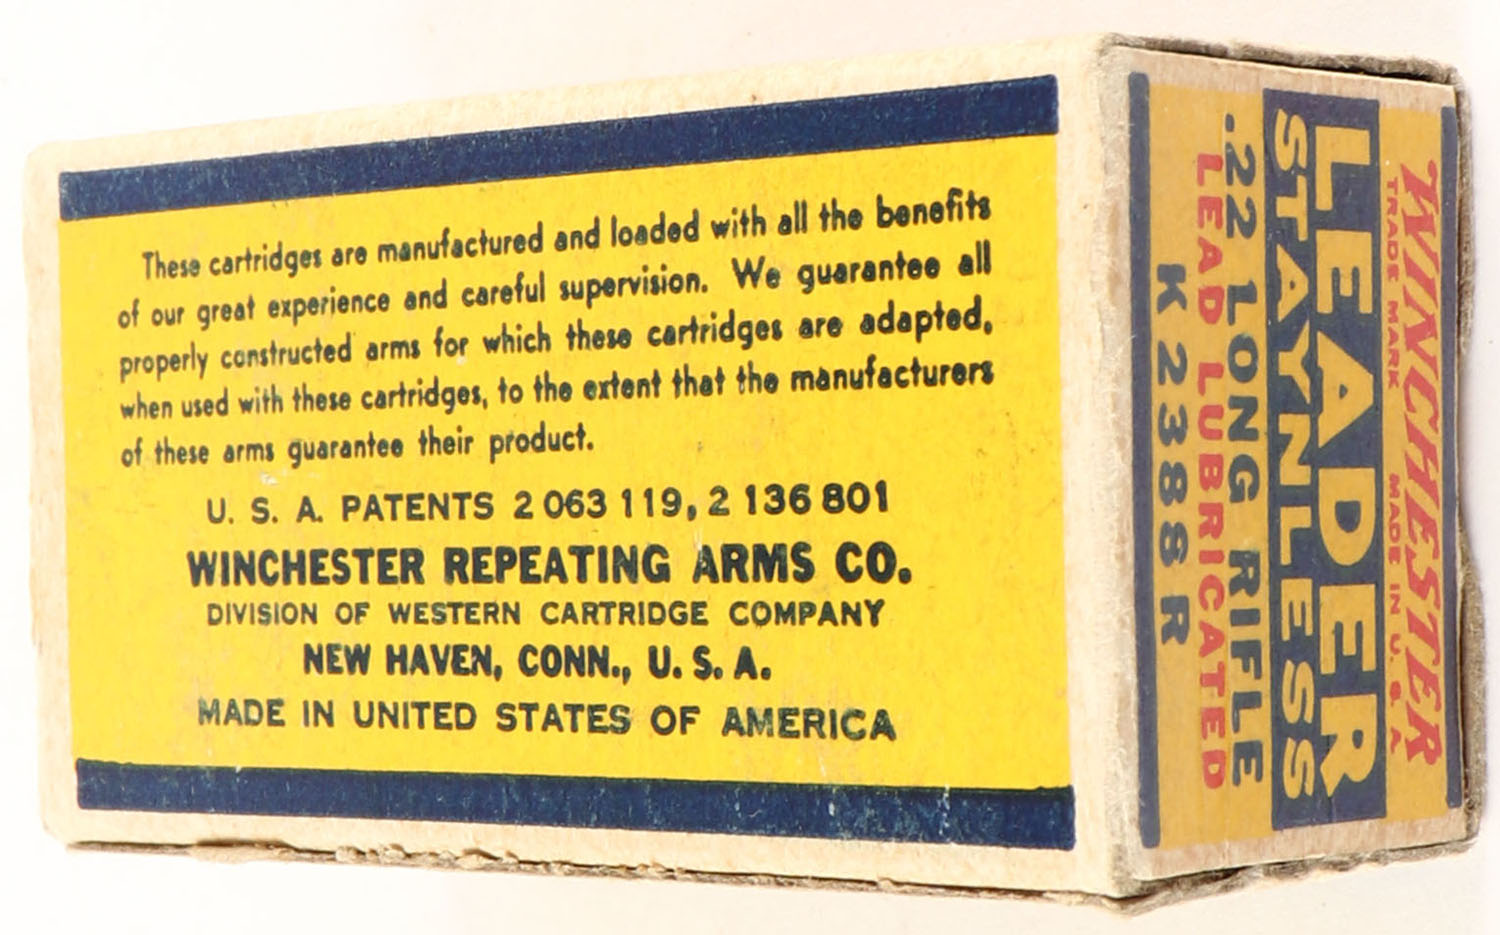 These cartridges are manufactured and loaded with all the benefits
of our great experience and careful supervision. We guarantee all
properly constructed arms for which these cartridges are adapted,
when used with these cartridges, to the extent that the manufacturers
of these arms guarantee their product.
U. S. A. PATENTS 2 063 119, 2 136 801
WINCHESTER REPEATING ARMS CO.
DIVISION OF WESTERN CARTRIDGE COMPANY
NEW HAVEN, CONN., U. S. A.
MADE IN UNITED STATES OF AMERICA
WINCHESTER
TRADE MARK MADE IN U. S. A.
LEADER
STAYNLESS
.22 LONG RIFLE
LEAD LUBRICATED
K 2388 R